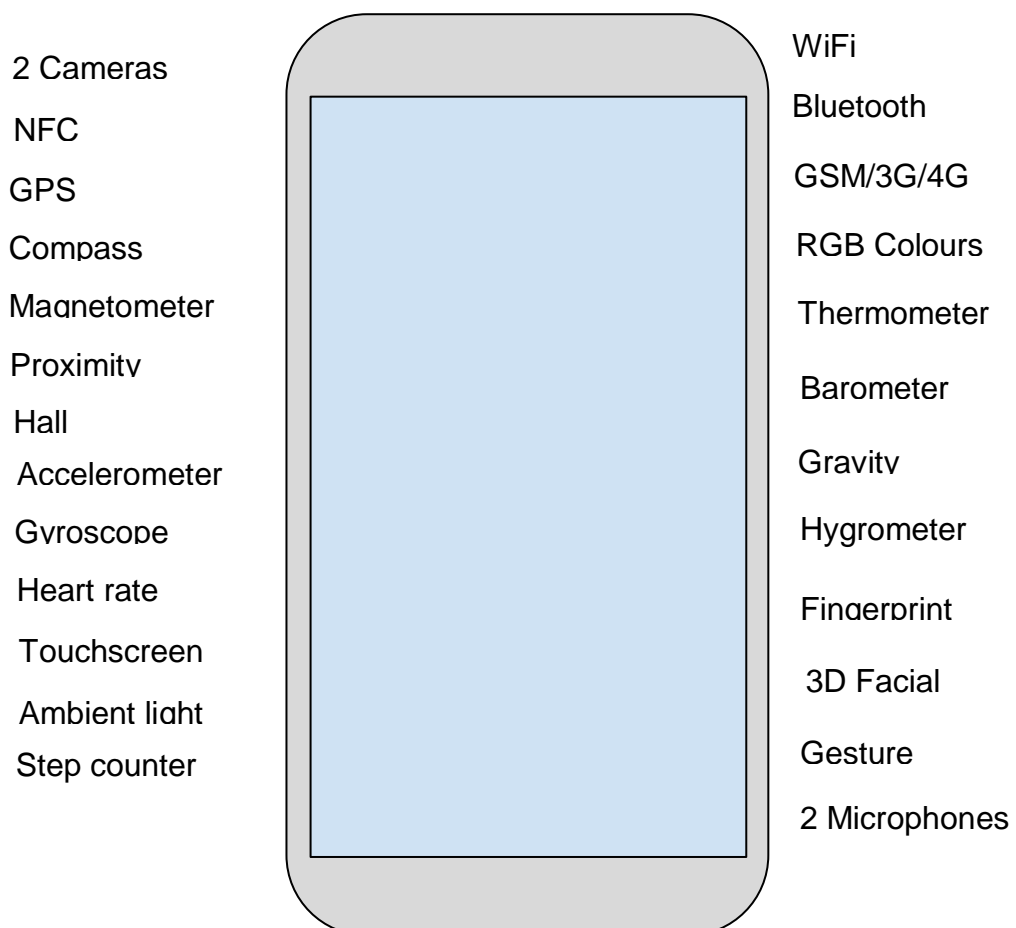 2 Cameras
NFC
GPS
Compass
Magnetometer
Proximity
Hall
Accelerometer
Gyroscope
Heart rate
Touchscreen
Ambient light
Step counter
WiFi
Bluetooth
GSM/3G/4G
RGB Colours
Thermometer
Barometer
Gravity
Hygrometer
Fingerprint
3D Facial
Gesture
2 Microphones